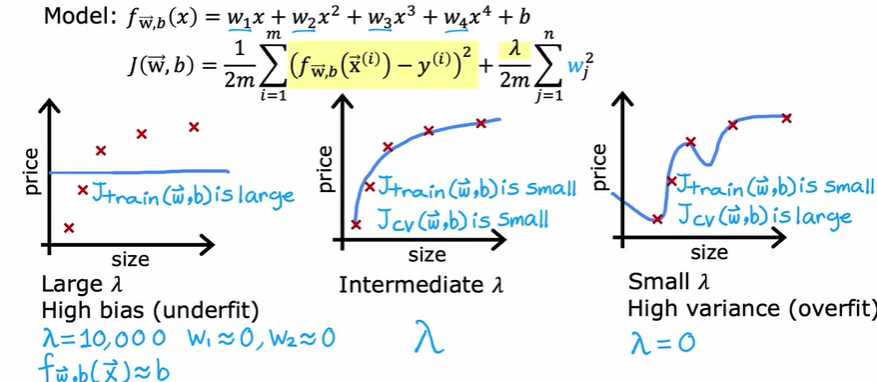 Model: f_{w⃗,b}(x) = w₁x + w₂x² + w₃x³ + w₄x⁴ + b
J(w⃗, b) = 1/2m ∑_{i=1}^{m} (f_{w⃗,b}(x⃗^{(i)}) − y^{(i)})² + λ/2m ∑_{j=1}^{n} w_j²
price
J_train(w⃗,b) is large
size
Large λ
High bias (underfit)
λ=10,000 w₁≈0, w₂≈0
f_{w⃗,b}(x⃗)≈b
price
J_train(w⃗,b) is small
J_cv(w⃗,b) is small
size
Intermediate λ
λ
price
J_train(w⃗,b) is small
J_cv(w⃗,b) is large
size
Small λ
High variance (overfit)
λ=0